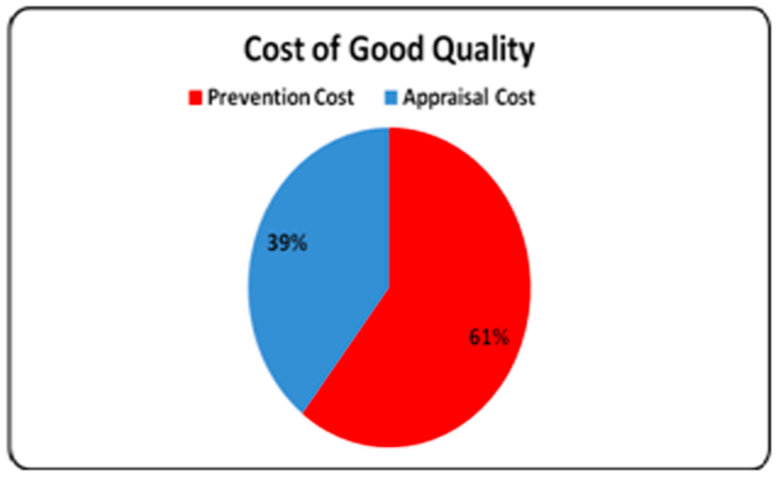 Cost of Good Quality
Prevention Cost Appraisal Cost
39%
61%